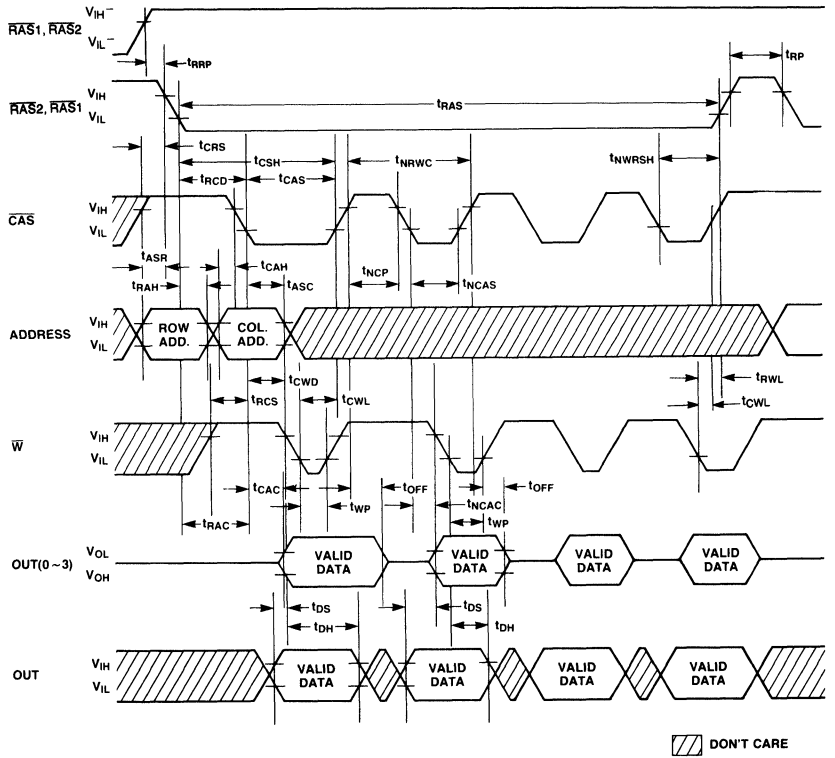 RAS1, RAS2
VIH
VIL
tRRP
RAS2, RAS1
VIH
VIL
tRP
tRAS
tCRS
tCSH
tNRWC
tNWRSH
tRCD
tCAS
CAS
VIH
VIL
tASR
tCAH
tRAH
tASC
tNCP
tNCAS
ADDRESS
VIH
VIL
ROW
ADD.
COL.
ADD.
tCWD
tRWL
tRCS
tCWL
tCWL
W
VIH
VIL
tCAC
tOFF
tOFF
tWP
tNCAC
tRAC
tWP
OUT(0~3)
VOL
VOH
VALID
DATA
VALID
DATA
VALID
DATA
VALID
DATA
tDS
tDS
tDH
tDH
OUT
VIH
VIL
VALID
DATA
VALID
DATA
VALID
DATA
VALID
DATA
DON'T CARE